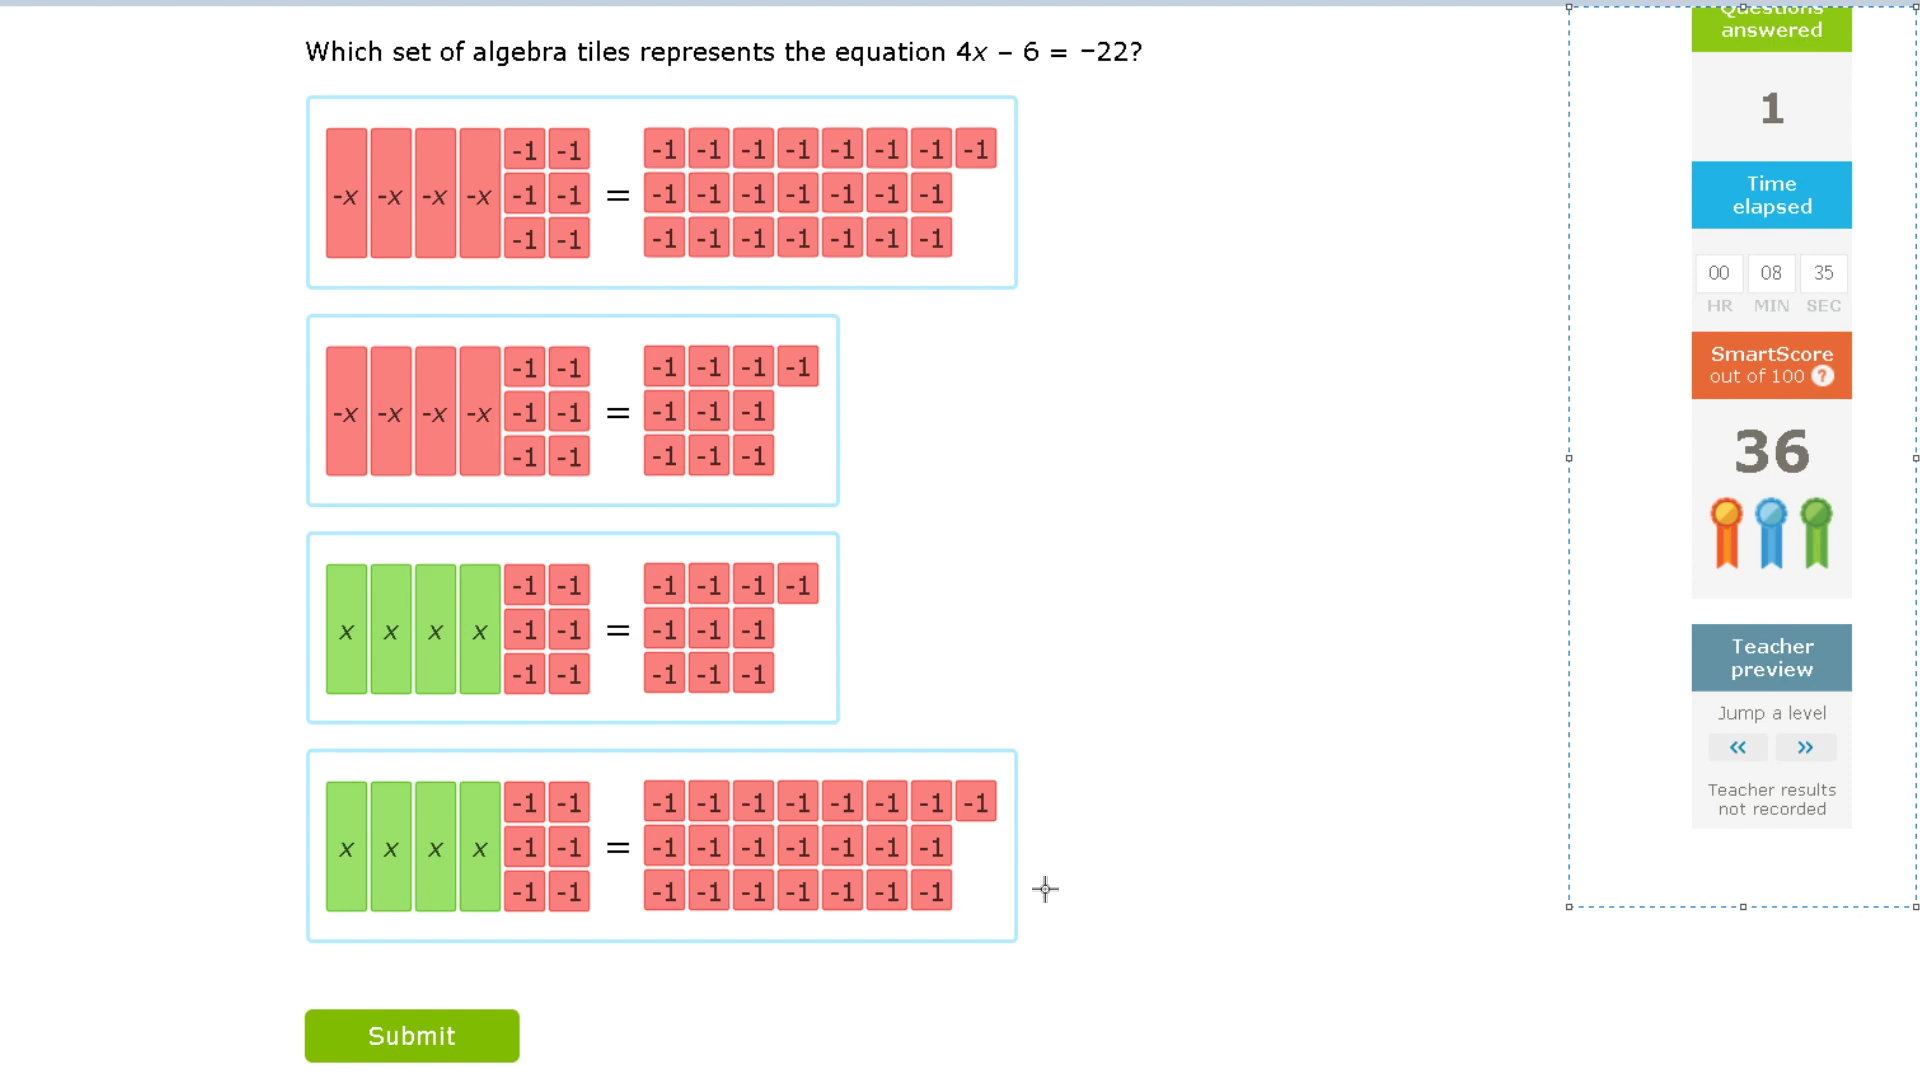 Which set of algebra tiles represents the equation 4x – 6 = −22?
-1 -1 -1 -1 -1 -1 -1 -1 -1 -1
-x -x -x -x -1 -1 = -1 -1 -1 -1 -1 -1 -1
-1 -1 -1 -1 -1 -1 -1 -1 -1
-1 -1 -1 -1 -1 -1
-x -x -x -x -1 -1 = -1 -1 -1
-1 -1 -1 -1 -1
-1 -1 -1 -1 -1 -1
x x x x -1 -1 = -1 -1 -1
-1 -1 -1 -1 -1
-1 -1 -1 -1 -1 -1 -1 -1 -1 -1
x x x x -1 -1 = -1 -1 -1 -1 -1 -1 -1
-1 -1 -1 -1 -1 -1 -1 -1 -1
Submit
Questions
answered
1
Time
elapsed
00 08 35
HR MIN SEC
SmartScore
out of 100 ?
36
Teacher
preview
Jump a level
« »
Teacher results
not recorded